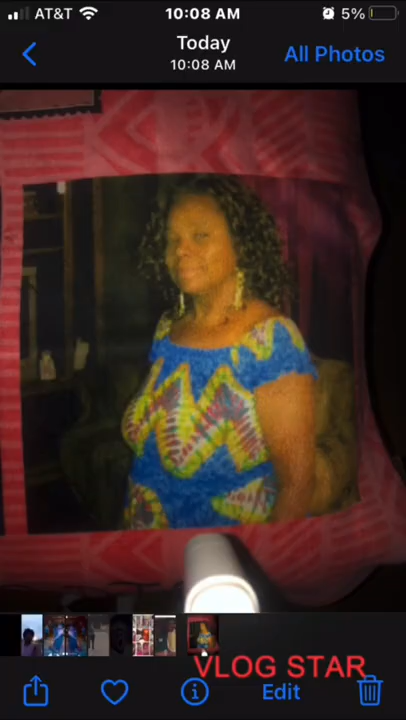 AT&T 10:08 AM 5%
Today
10:08 AM
All Photos
VLOG STAR
Edit